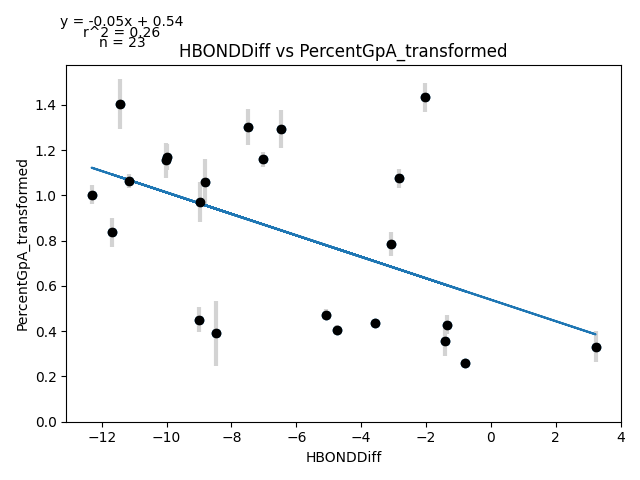 y = -0.05x + 0.54
r^2 = 0.26
n = 23
HBONDDiff vs PercentGpA_transformed
PercentGpA_transformed
1.4
1.2
1.0
0.8
0.6
0.4
0.2
0.0
−12 −10 −8 −6 −4 −2 0 2 4
HBONDDiff